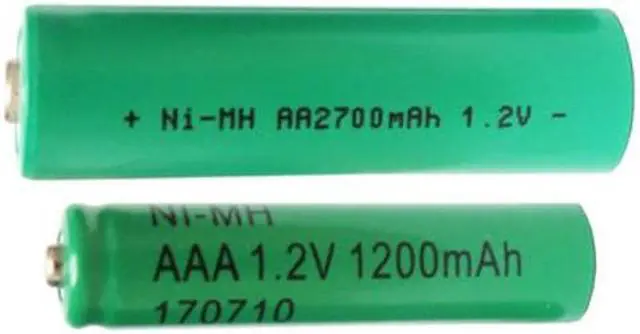 + Ni-MH AA2700mAh 1.2V -
NI-MH
AAA 1.2V 1200mAh
170710